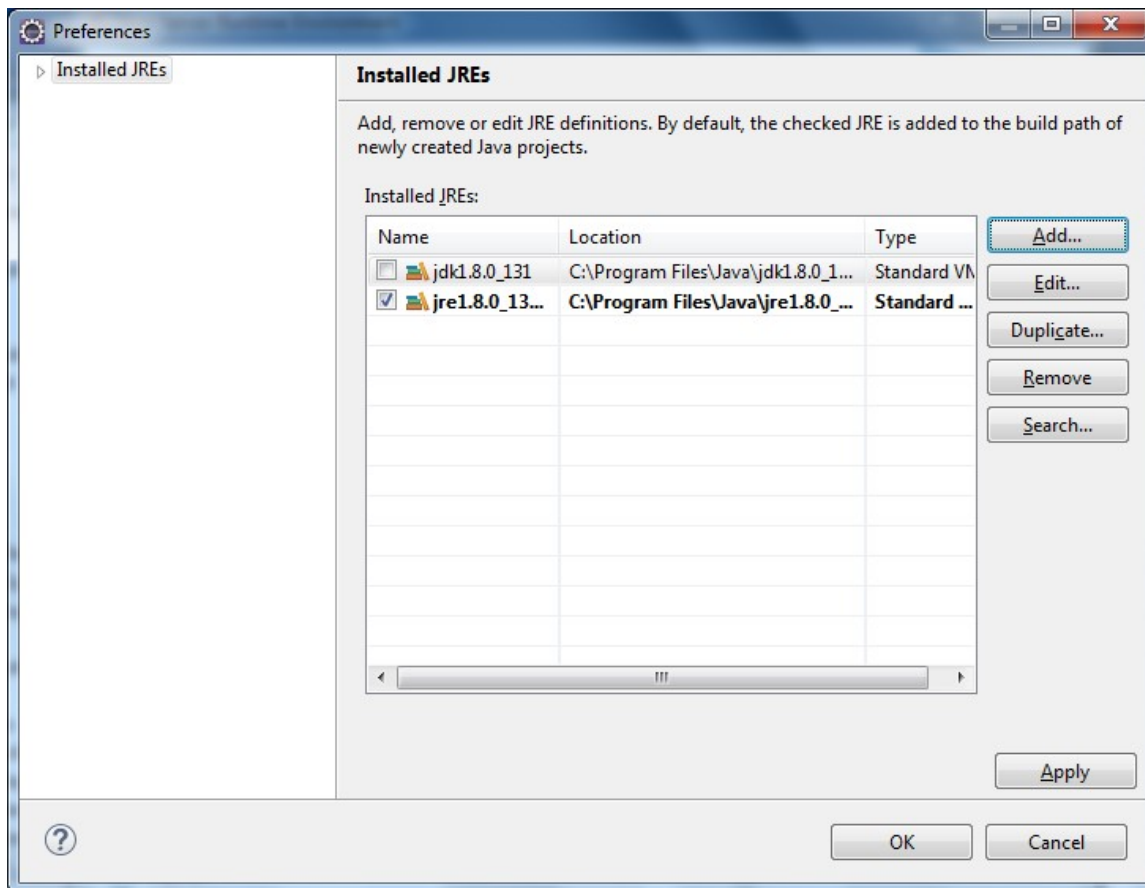 Preferences
Installed JREs
Installed JREs
Add, remove or edit JRE definitions. By default, the checked JRE is added to the build path of
newly created Java projects.
Installed JREs:
Name Location Type
jdk1.8.0_131 C:\Program Files\Java\jdk1.8.0_1... Standard VM
jre1.8.0_13... C:\Program Files\Java\jre1.8.0_... Standard ...
Add...
Edit...
Duplicate...
Remove
Search...
Apply
OK Cancel